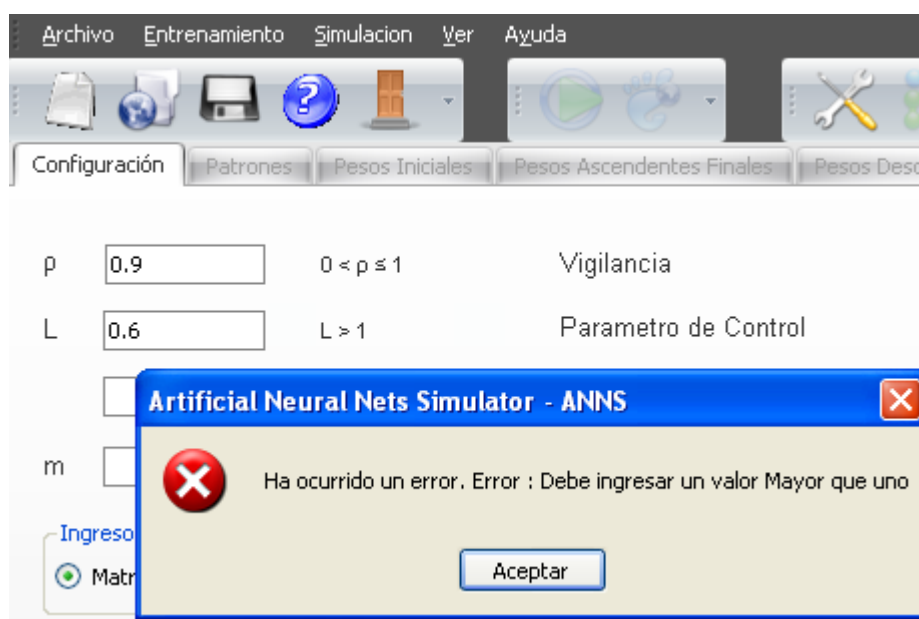 Archivo Entrenamiento Simulacion Ver Ayuda
Configuración Patrones Pesos Iniciales Pesos Ascendentes Finales Pesos Desc
ρ 0.9 0 < ρ ≤ 1 Vigilancia
L 0.6 L > 1 Parametro de Control
Artificial Neural Nets Simulator - ANNS
m
Ha ocurrido un error. Error : Debe ingresar un valor Mayor que uno
Ingreso
Matr
Aceptar